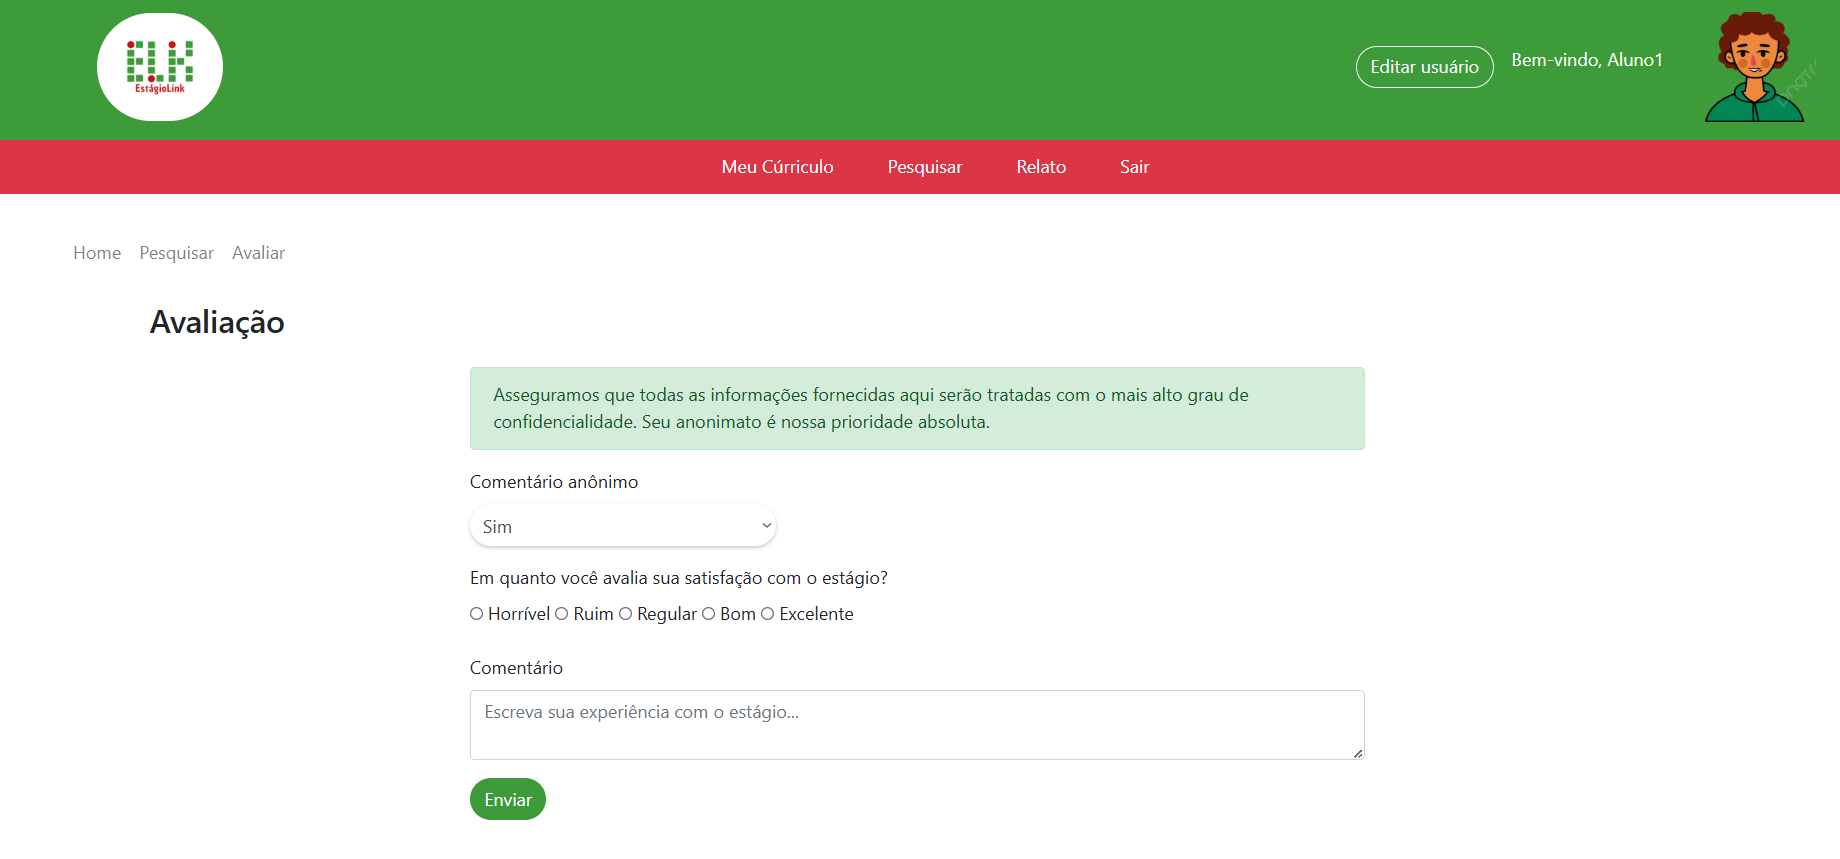 EstágioLink
Editar usuário
Bem-vindo, Aluno1
Meu Cúrriculo
Pesquisar
Relato
Sair
Home
Pesquisar
Avaliar
Avaliação
Asseguramos que todas as informações fornecidas aqui serão tratadas com o mais alto grau de
confidencialidade. Seu anonimato é nossa prioridade absoluta.
Comentário anônimo
Sim
Em quanto você avalia sua satisfação com o estágio?
Horrível Ruim Regular Bom Excelente
Comentário
Escreva sua experiência com o estágio...
Enviar